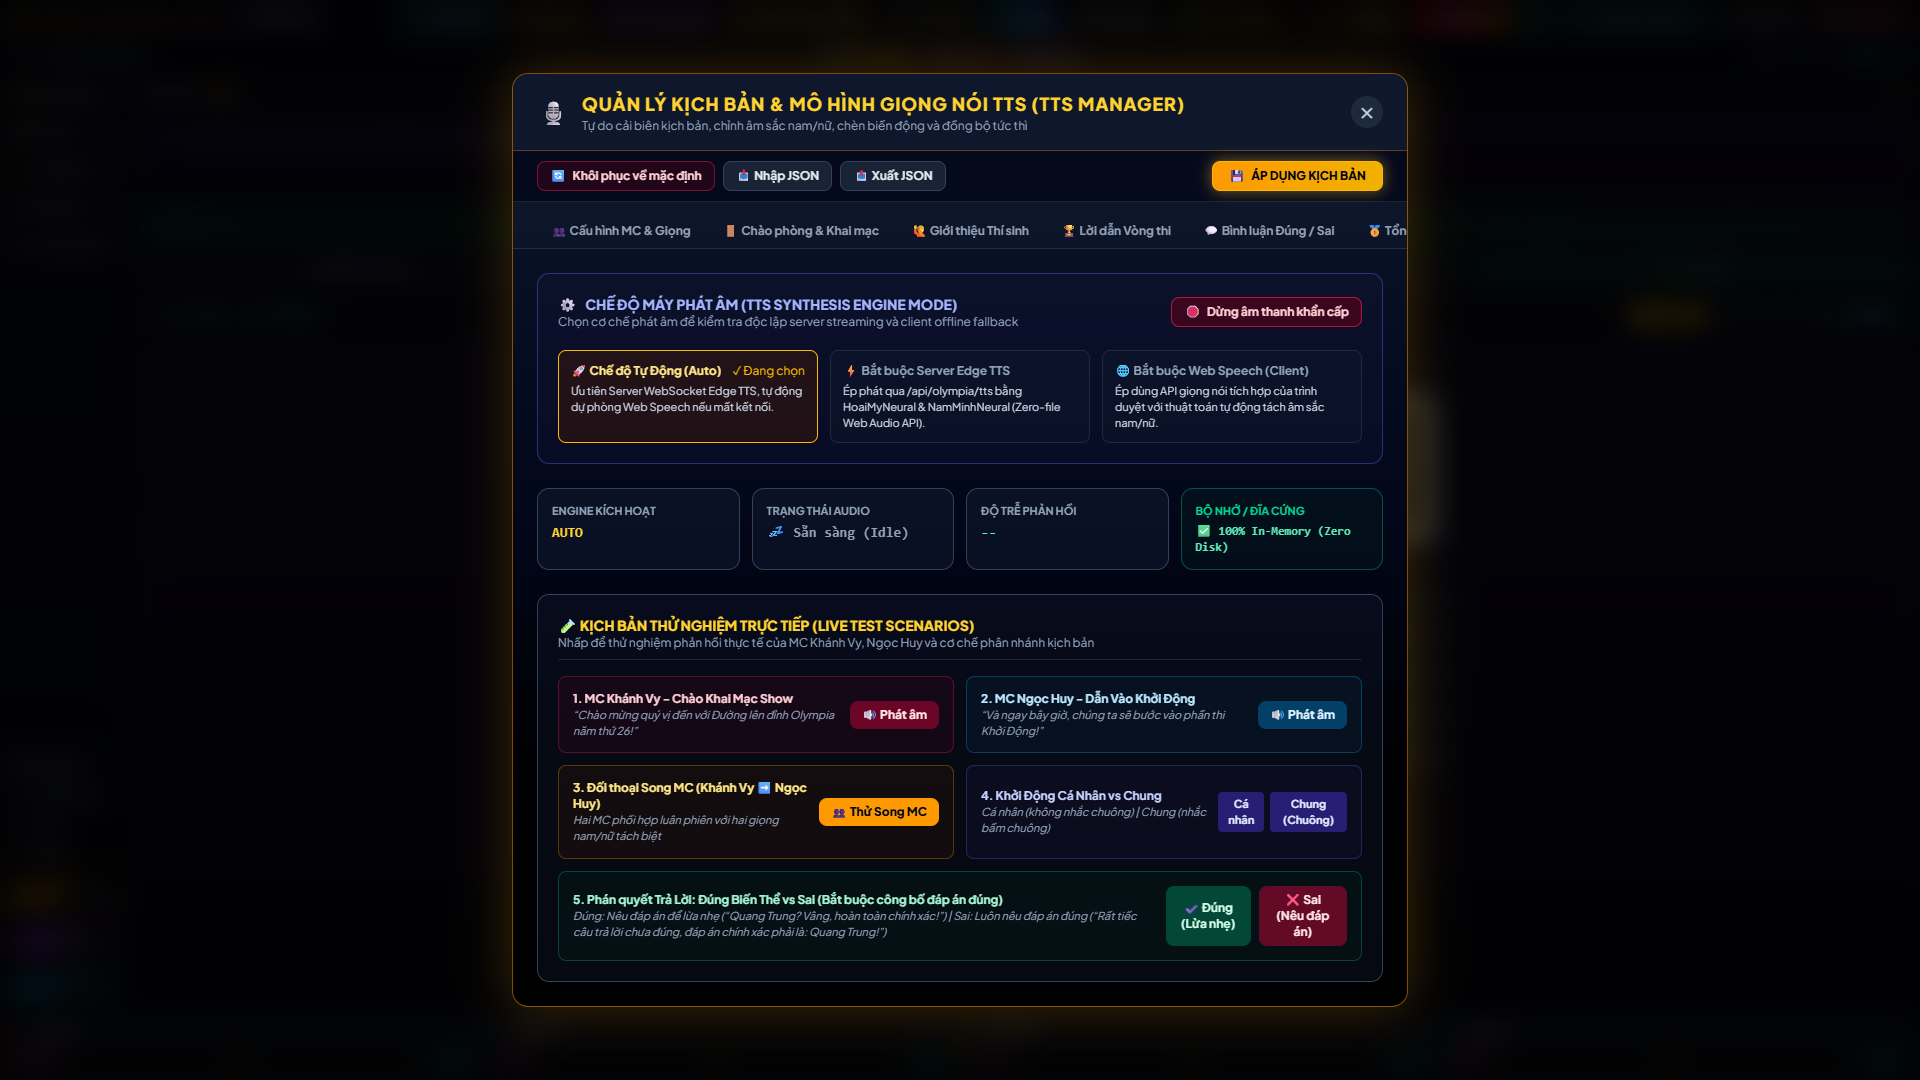 QUẢN LÝ KỊCH BẢN & MÔ HÌNH GIỌNG NÓI TTS (TTS MANAGER)
Tự do cải biên kịch bản, chỉnh âm sắc nam/nữ, chèn biến động và đồng bộ tức thì
Khôi phục về mặc định
Nhập JSON
Xuất JSON
ÁP DỤNG KỊCH BẢN
Cấu hình MC & Giọng
Chào phòng & Khai mạc
Giới thiệu Thí sinh
Lời dẫn Vòng thi
Bình luận Đúng / Sai
Tổn
CHẾ ĐỘ MÁY PHÁT ÂM (TTS SYNTHESIS ENGINE MODE)
Chọn cơ chế phát âm để kiểm tra độc lập server streaming và client offline fallback
Dừng âm thanh khẩn cấp
Chế độ Tự Động (Auto)
✓ Đang chọn
Ưu tiên Server WebSocket Edge TTS, tự động
dự phòng Web Speech nếu mất kết nối.
Bắt buộc Server Edge TTS
Ép phát qua /api/olympia/tts bằng
HoaiMyNeural & NamMinhNeural (Zero-file
Web Audio API).
Bắt buộc Web Speech (Client)
Ép dùng API giọng nói tích hợp của trình
duyệt với thuật toán tự động tách âm sắc
nam/nữ.
ENGINE KÍCH HOẠT
AUTO
TRẠNG THÁI AUDIO
Sẵn sàng (Idle)
ĐỘ TRỄ PHẢN HỒI
--
BỘ NHỚ / ĐĨA CỨNG
100% In-Memory (Zero
Disk)
KỊCH BẢN THỬ NGHIỆM TRỰC TIẾP (LIVE TEST SCENARIOS)
Nhấp để thử nghiệm phản hồi thực tế của MC Khánh Vy, Ngọc Huy và cơ chế phân nhánh kịch bản
1. MC Khánh Vy – Chào Khai Mạc Show
"Chào mừng quý vị đến với Đường lên đỉnh Olympia
năm thứ 26!"
Phát âm
2. MC Ngọc Huy – Dẫn Vào Khởi Động
"Và ngay bây giờ, chúng ta sẽ bước vào phần thi
Khởi Động!"
Phát âm
3. Đối thoại Song MC (Khánh Vy ➡ Ngọc
Huy)
Hai MC phối hợp luân phiên với hai giọng
nam/nữ tách biệt
Thử Song MC
4. Khởi Động Cá Nhân vs Chung
Cá nhân (không nhắc chuông) | Chung (nhắc
bấm chuông)
Cá
nhân
Chung
(Chuông)
5. Phán quyết Trả Lời: Đúng Biến Thể vs Sai (Bắt buộc công bố đáp án đúng)
Đúng: Nêu đáp án để lừa nhẹ ("Quang Trung? Vâng, hoàn toàn chính xác!") | Sai: Luôn nêu đáp án đúng ("Rất tiếc
câu trả lời chưa đúng, đáp án chính xác phải là: Quang Trung!")
✔ Đúng
(Lừa nhẹ)
❌ Sai
(Nêu đáp
án)